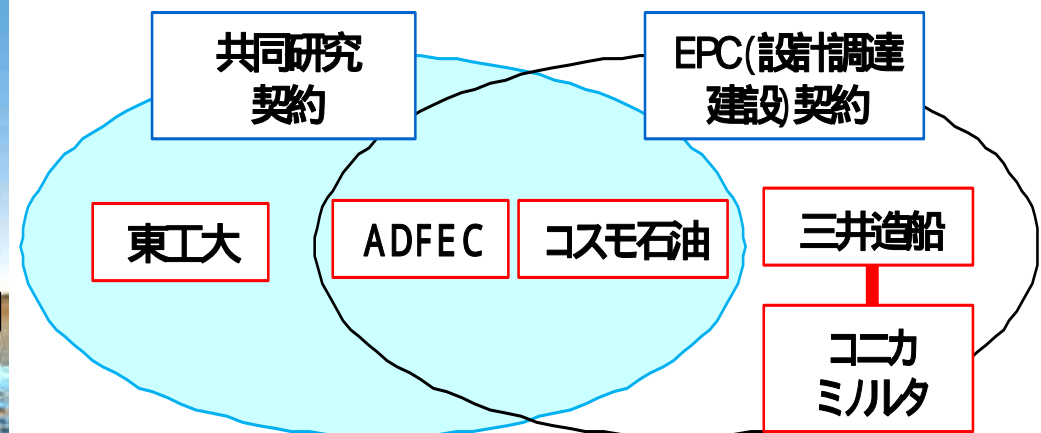 共同研究
契約
EPC(設計調達
建設)契約
東工大
ADFEC
コスモ石油
三井造船
コニカ
ミノルタ